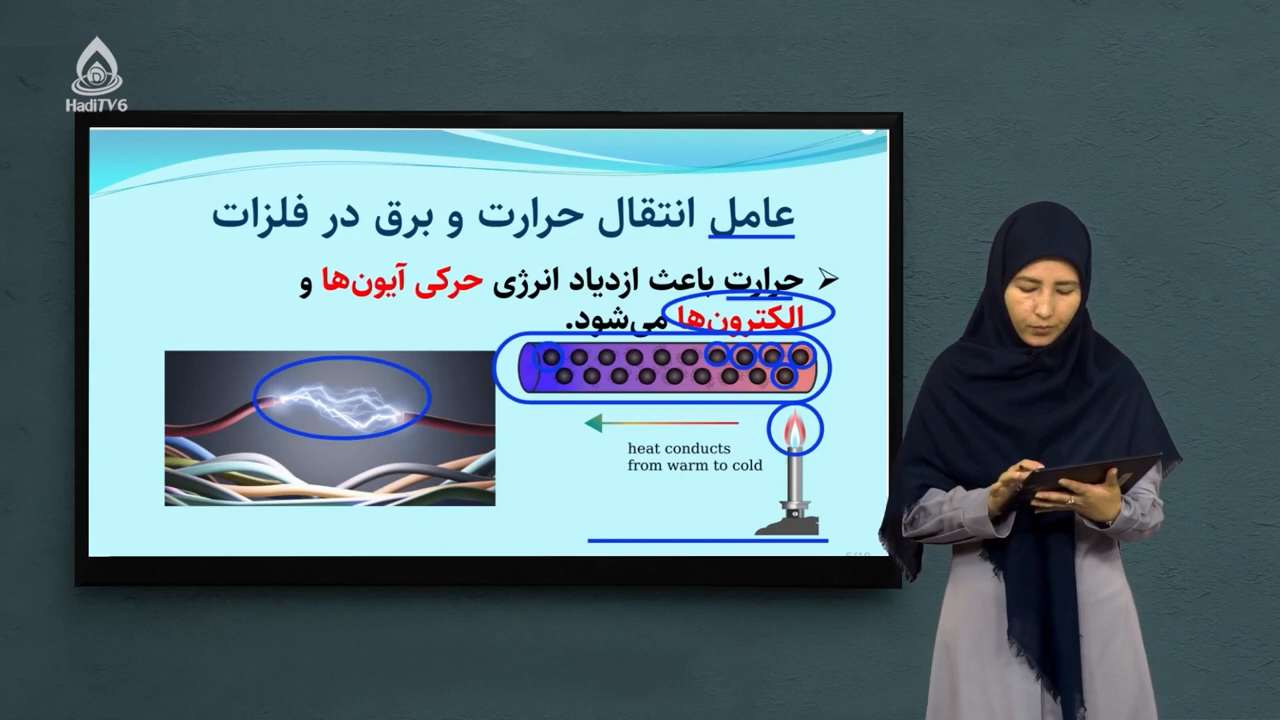 HadiTV6
عامل انتقال حرارت و برق در فلزات
حرارت باعث ازدیاد انرژی حرکی آیون‌ها و
الکترون‌ها می‌شود.
heat conducts
from warm to cold